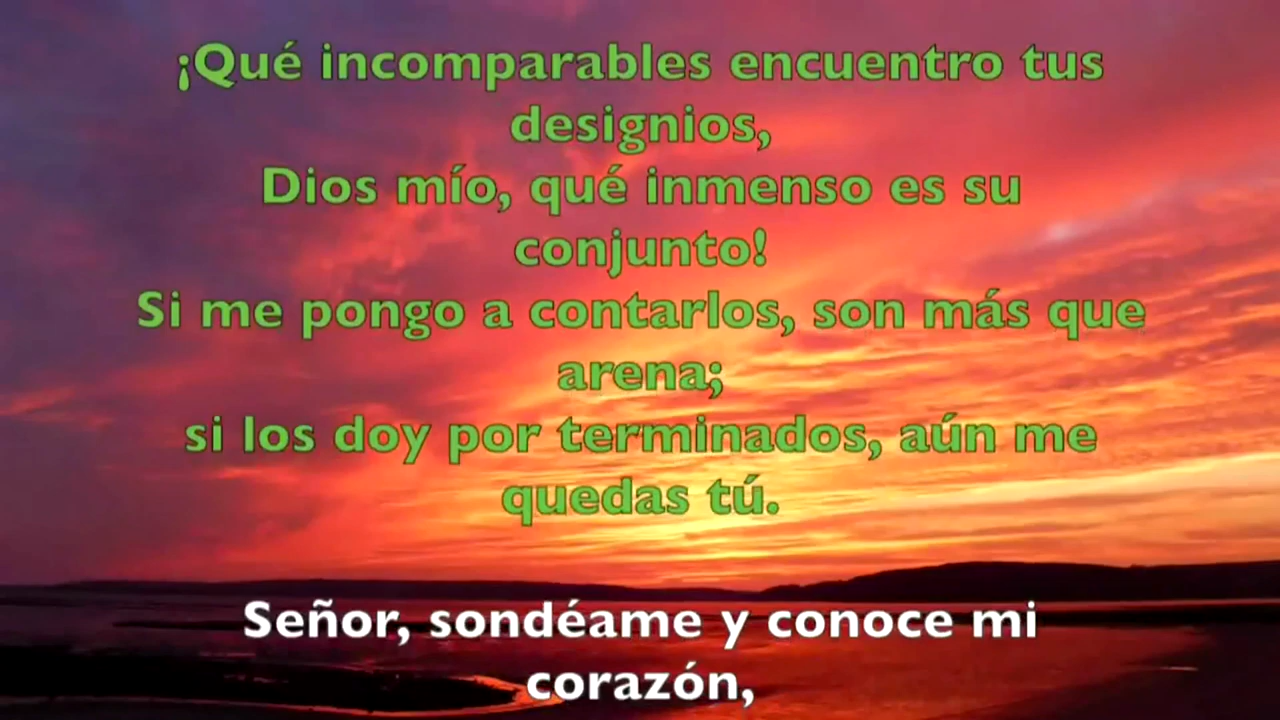 ¡Qué incomparables encuentro tus
designios,
Dios mío, qué inmenso es su
conjunto!
Si me pongo a contarlos, son más que
arena;
si los doy por terminados, aún me
quedas tú.
Señor, sondéame y conoce mi
corazón,